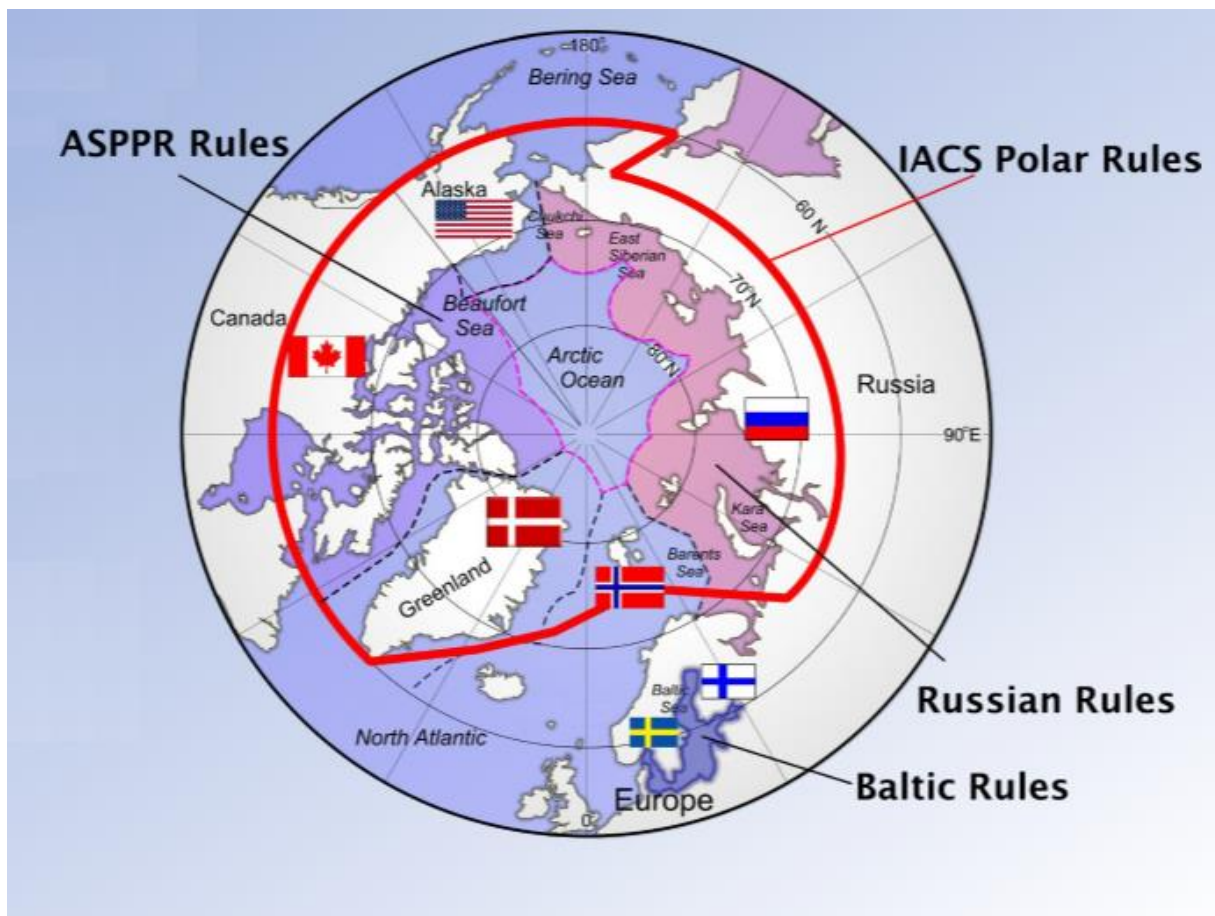 180°
Bering Sea
ASPPR Rules
IACS Polar Rules
Alaska
60 N
Chukchi
Sea
East
Siberian
Sea
70°N
Beaufort
Sea
Canada
Arctic
Ocean
80°N
Russia
90°E
Kara
Sea
Barents
Sea
Greenland
Russian Rules
Baltic
Sea
North Atlantic
Baltic Rules
Europe
0°